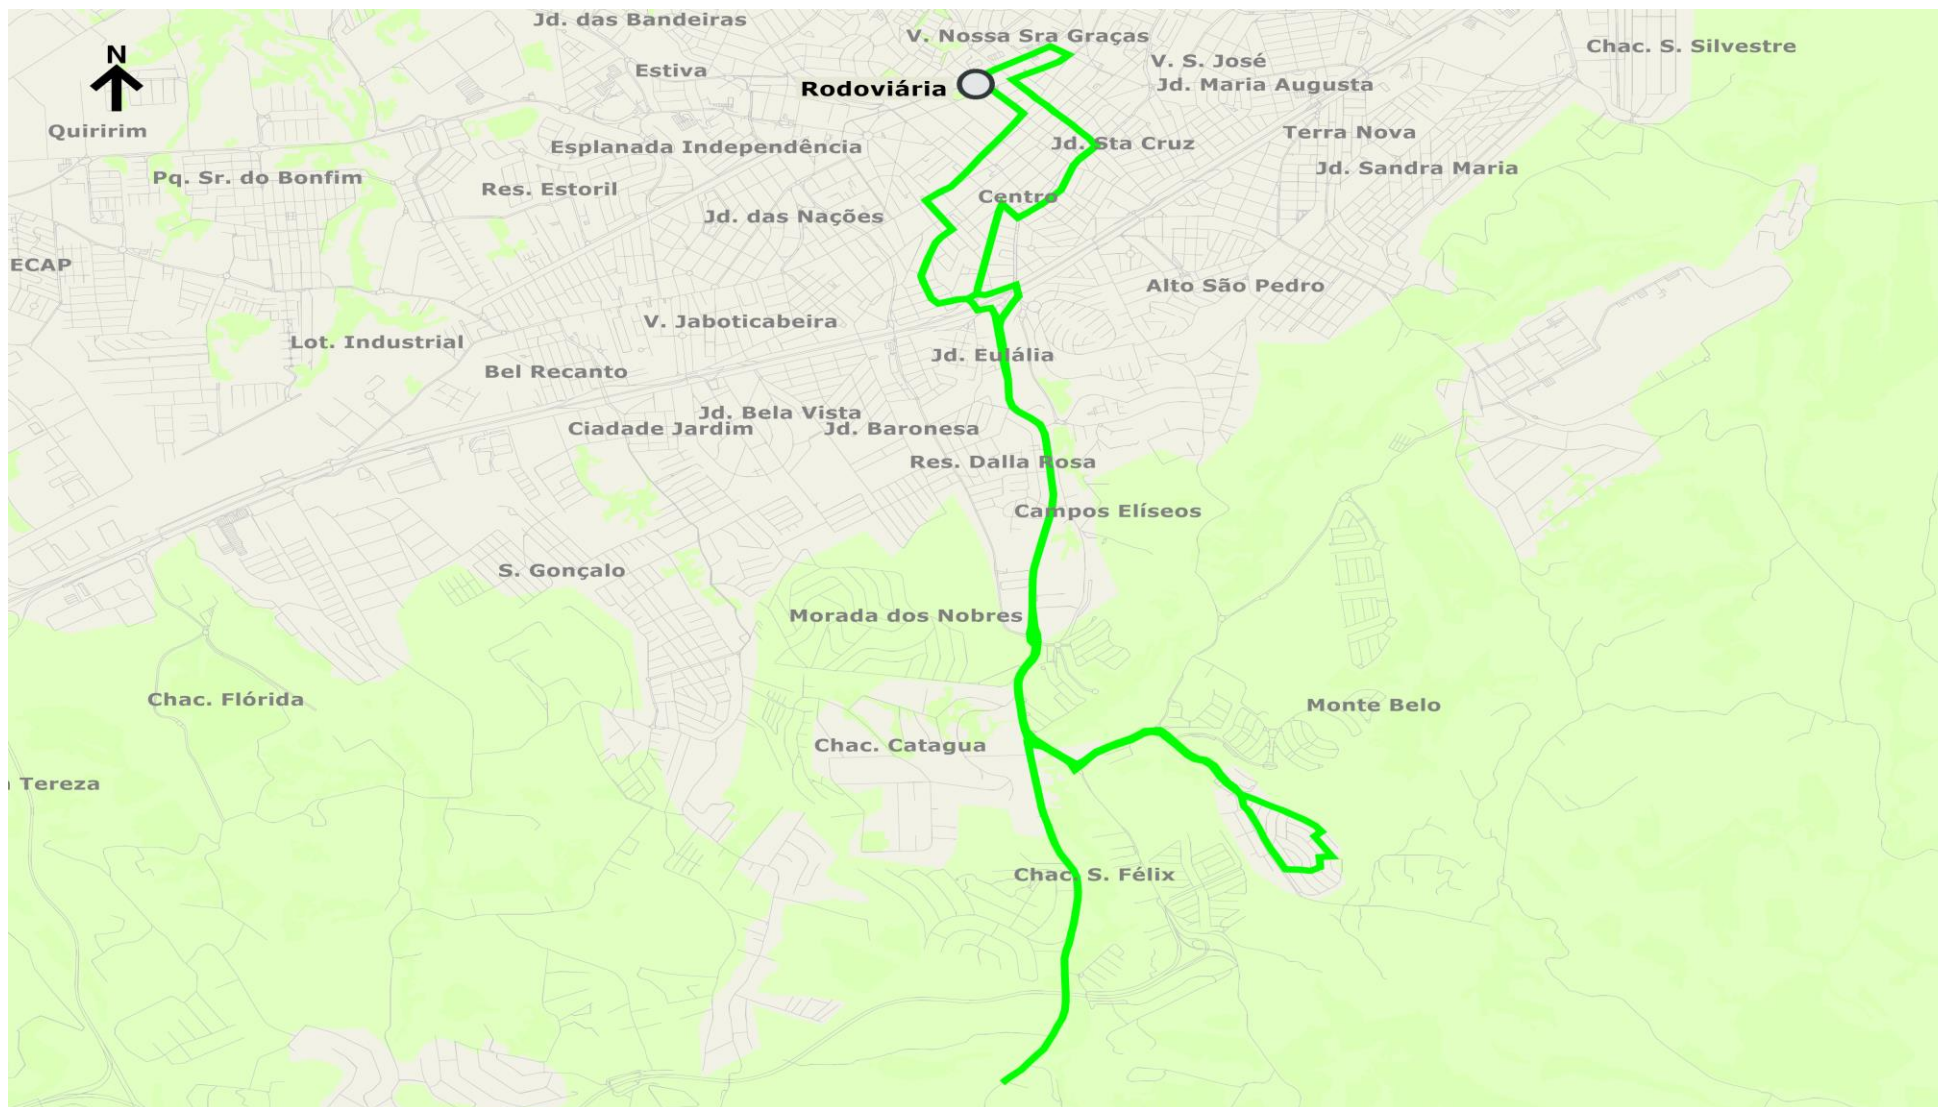 Jd. das Bandeiras
V. Nossa Sra Graças
Chac. S. Silvestre
N
V. S. José
Estiva
Jd. Maria Augusta
Rodoviária
Quiririm
Terra Nova
Jd. Sta Cruz
Esplanada Independência
Jd. Sandra Maria
Pq. Sr. do Bonfim
Res. Estoril
Centro
Jd. das Nações
ECAP
Alto São Pedro
V. Jaboticabeira
Lot. Industrial
Jd. Eulália
Bel Recanto
Jd. Bela Vista
Ciadade Jardim
Jd. Baronesa
Res. Dalla Rosa
Campos Elíseos
S. Gonçalo
Morada dos Nobres
Chac. Flórida
Monte Belo
Chac. Catagua
Tereza
Chac. S. Félix